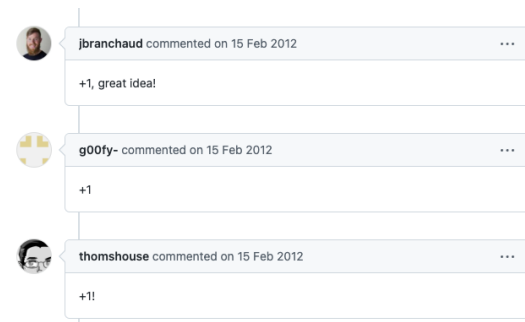 jbranchaud commented on 15 Feb 2012
+1, great idea!
g00fy- commented on 15 Feb 2012
+1
thomshouse commented on 15 Feb 2012
+1!